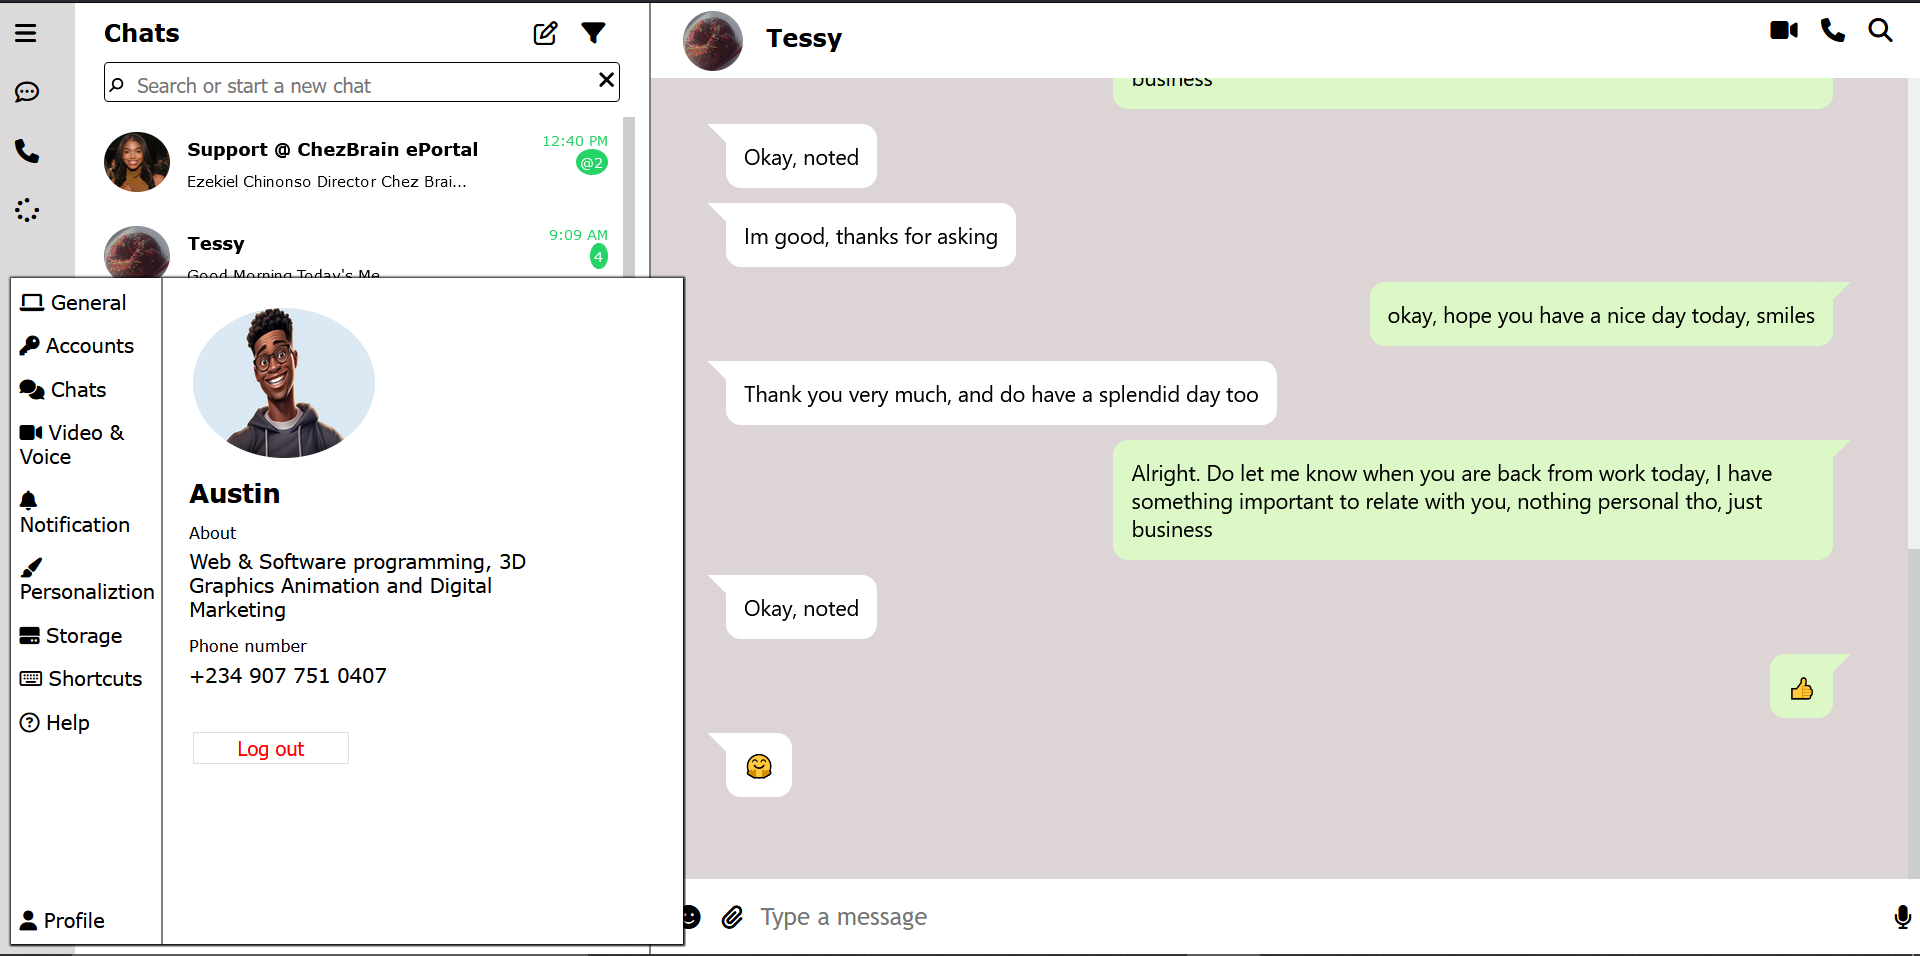 Chats
Search or start a new chat
Support @ ChezBrain ePortal
12:40 PM
@2
Ezekiel Chinonso Director Chez Brai...
Tessy
9:09 AM
4
Good Morning Today's Me
General
Accounts
Chats
Video &
Voice
Notification
Personaliztion
Storage
Shortcuts
Help
Profile
Austin
About
Web & Software programming, 3D
Graphics Animation and Digital
Marketing
Phone number
+234 907 751 0407
Log out
Tessy
business
Okay, noted
Im good, thanks for asking
okay, hope you have a nice day today, smiles
Thank you very much, and do have a splendid day too
Alright. Do let me know when you are back from work today, I have
something important to relate with you, nothing personal tho, just
business
Okay, noted
👍
🤗
Type a message